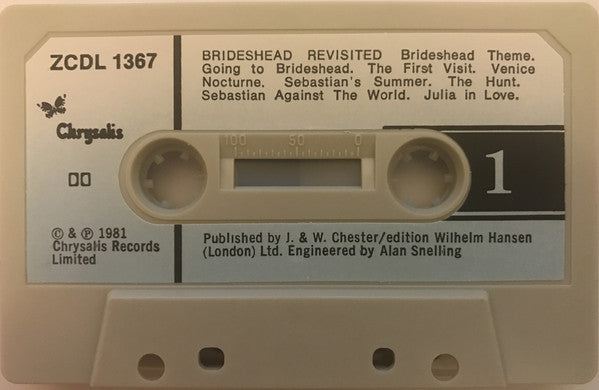 ZCDL 1367
BRIDESHEAD REVISITED Brideshead Theme.
Going to Brideshead. The First Visit. Venice
Nocturne. Sebastian's Summer. The Hunt.
Sebastian Against The World. Julia in Love.
Chrysalis
100 50 0
1
© & ℗ 1981
Chrysalis Records
Limited
Published by J. & W. Chester/edition Wilhelm Hansen
(London) Ltd. Engineered by Alan Snelling